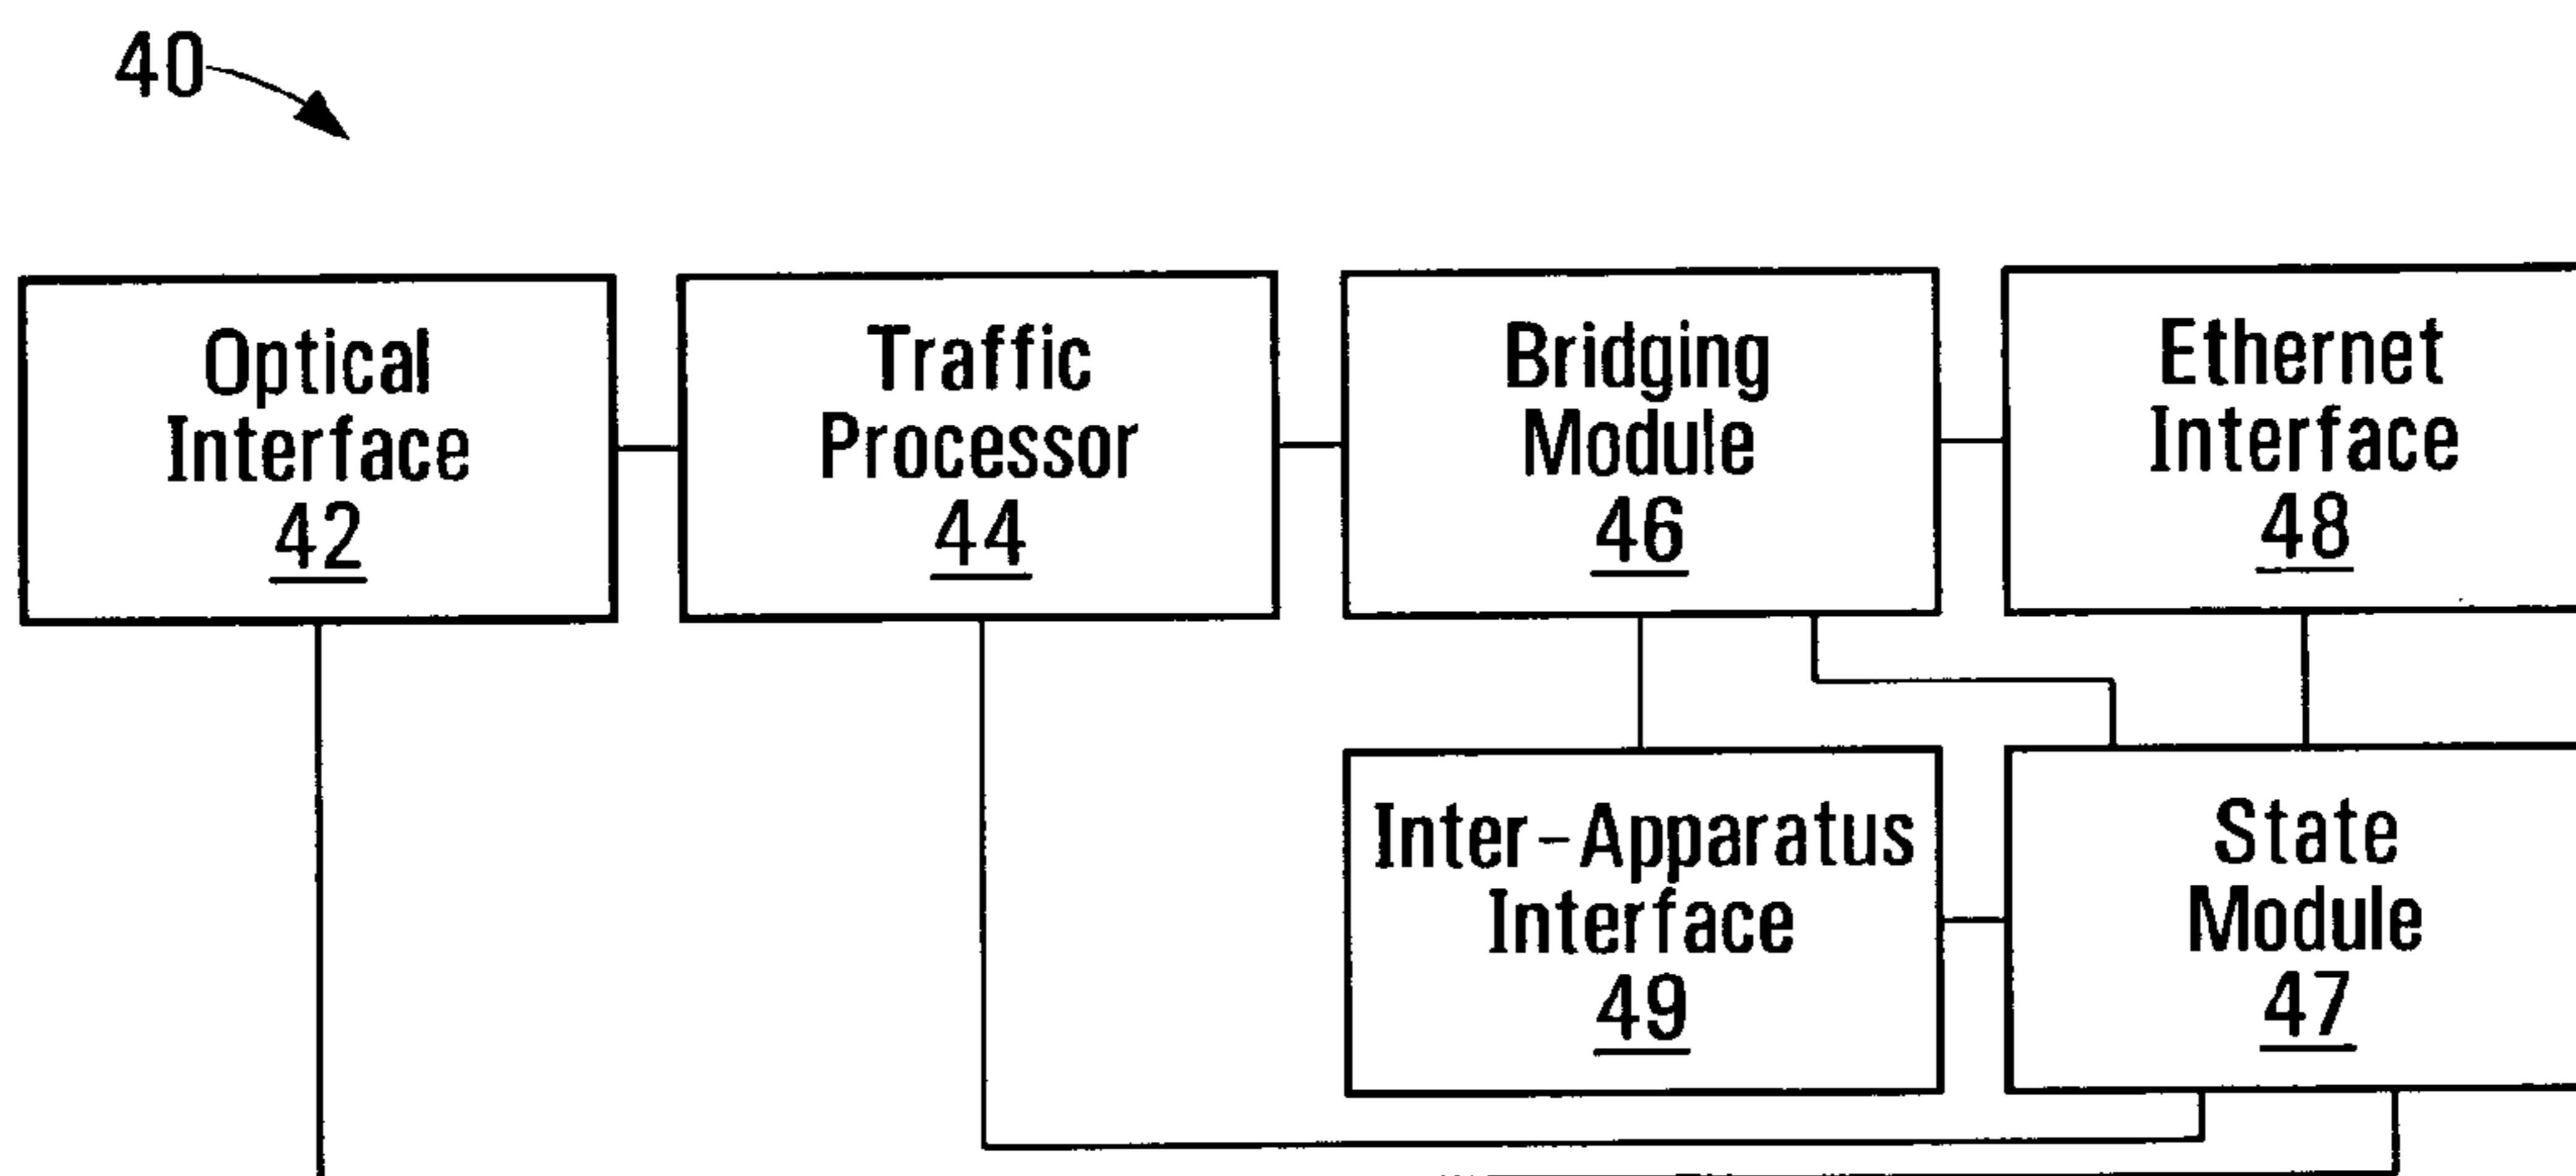 40
Optical
Interface
42
Traffic
Processor
44
Bridging
Module
46
Ethernet
Interface
48
Inter-Apparatus
Interface
49
State
Module
47